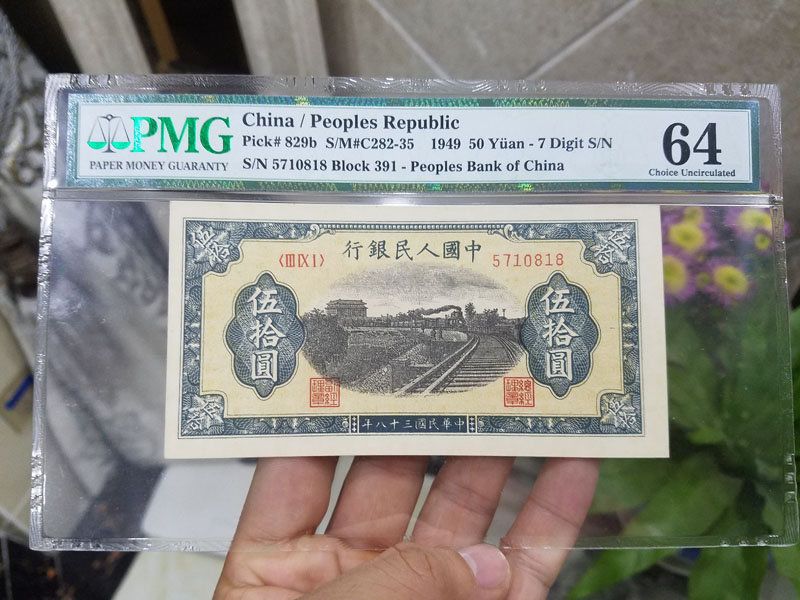 PMG
PAPER MONEY GUARANTY
China / Peoples Republic
Pick# 829b S/M#C282-35 1949 50 Yüan - 7 Digit S/N
S/N 5710818 Block 391 - Peoples Bank of China
64
Choice Uncirculated
行銀民人國中
〈ⅢⅨⅠ〉
5710818
伍拾圓
伍拾圓
年八十三國民華中